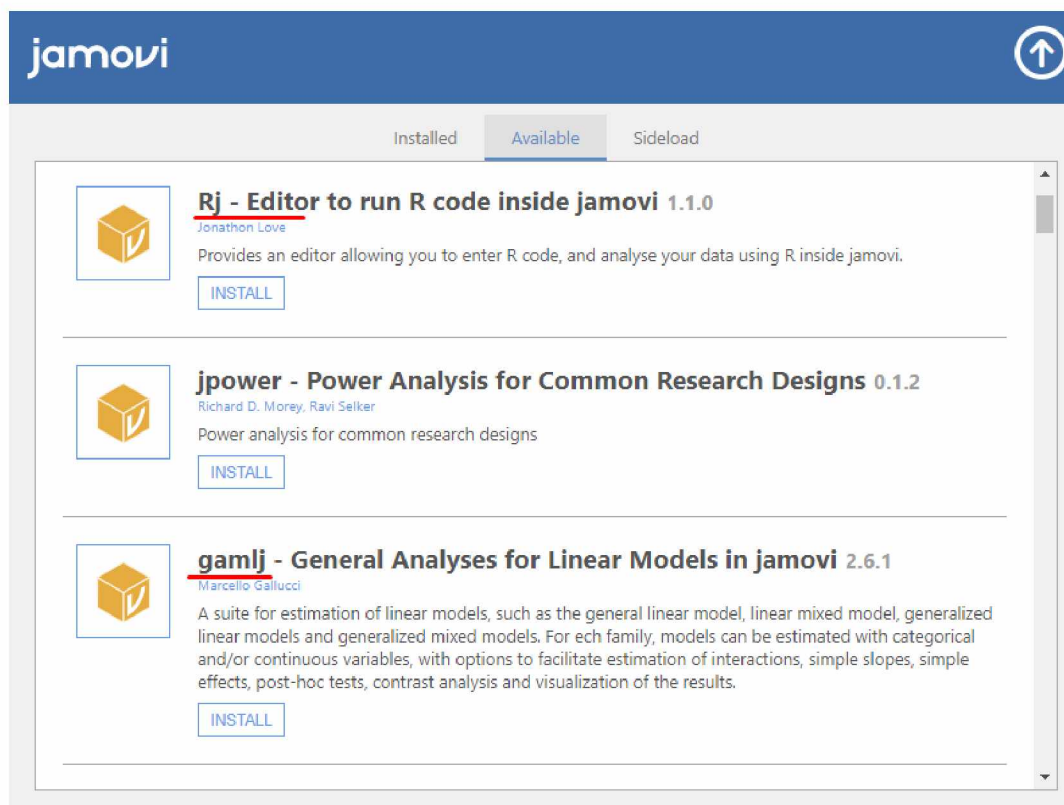 jamovi
Installed Available Sideload
Rj - Editor to run R code inside jamovi 1.1.0
Jonathon Love
Provides an editor allowing you to enter R code, and analyse your data using R inside jamovi.
INSTALL
jpower - Power Analysis for Common Research Designs 0.1.2
Richard D. Morey, Ravi Selker
Power analysis for common research designs
INSTALL
gamlj - General Analyses for Linear Models in jamovi 2.6.1
Marcello Gallucci
A suite for estimation of linear models, such as the general linear model, linear mixed model, generalized
linear models and generalized mixed models. For ech family, models can be estimated with categorical
and/or continuous variables, with options to facilitate estimation of interactions, simple slopes, simple
effects, post-hoc tests, contrast analysis and visualization of the results.
INSTALL